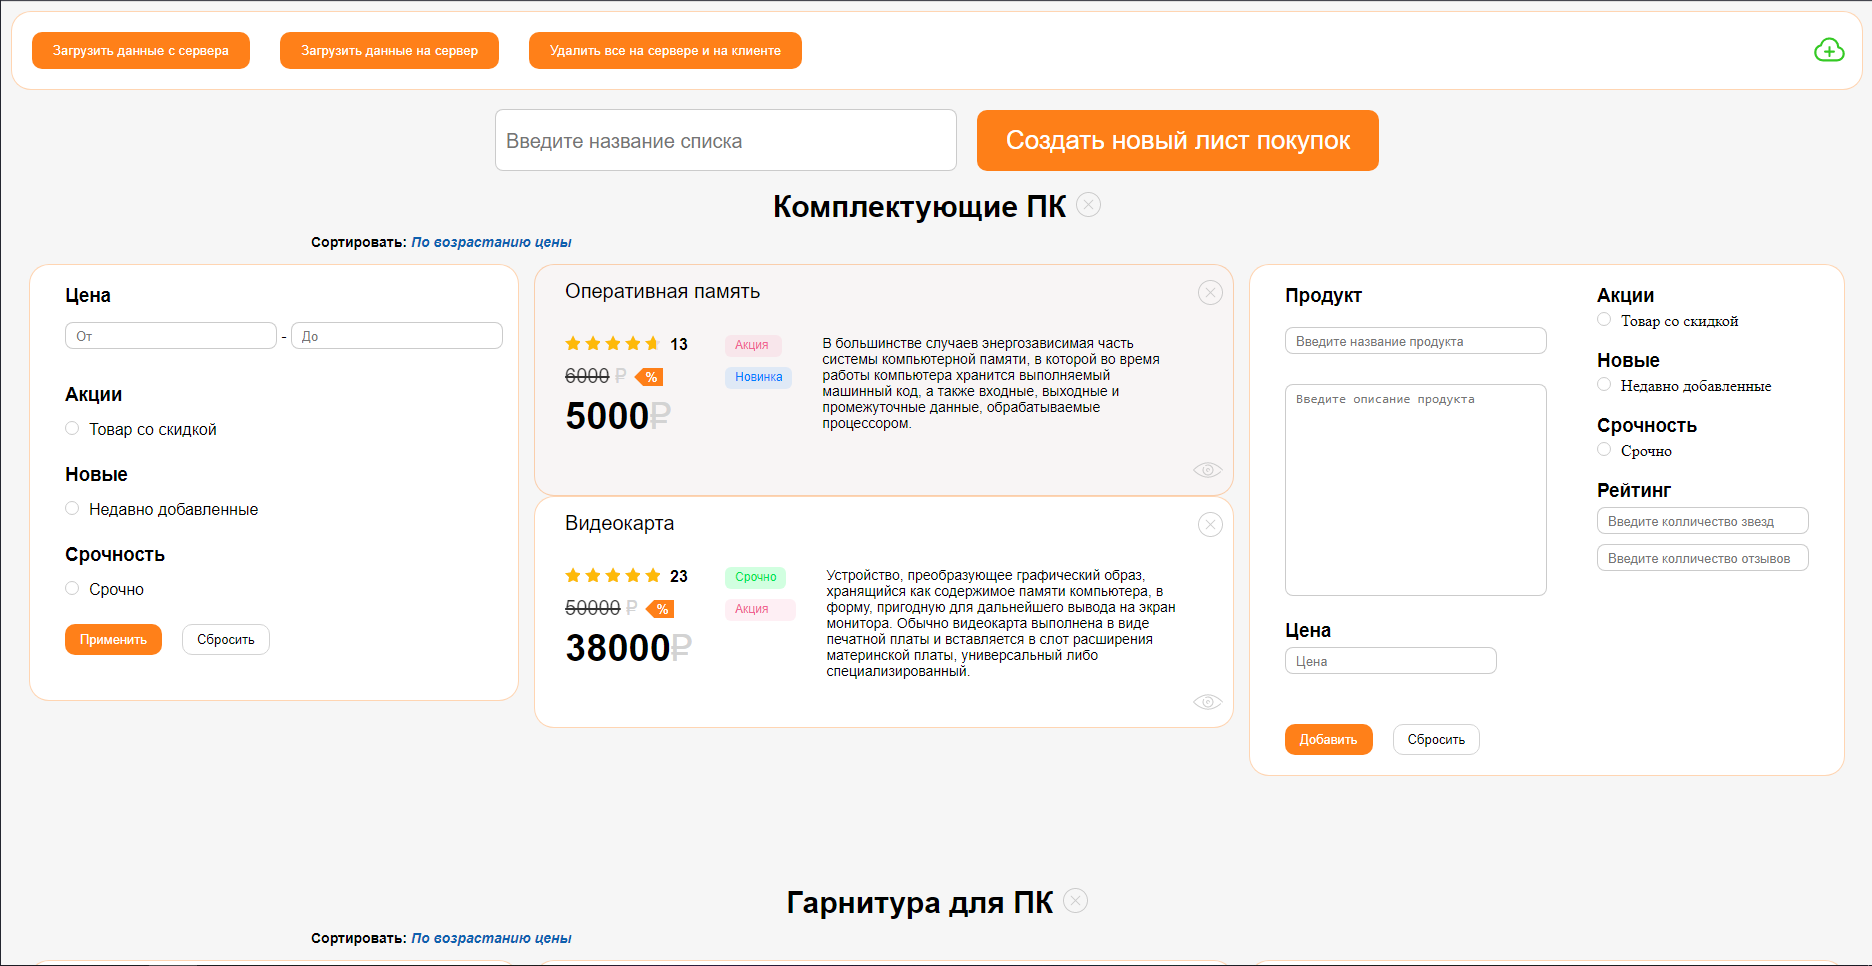 Загрузить данные с сервера
Загрузить данные на сервер
Удалить все на сервере и на клиенте
Введите название списка
Создать новый лист покупок
Комплектующие ПК
Сортировать: По возрастанию цены
Цена
От - До
Акции
Товар со скидкой
Новые
Недавно добавленные
Срочность
Срочно
Применить
Сбросить
Оперативная память
13
6000 ₽ %
5000₽
Акция
Новинка
В большинстве случаев энергозависимая часть
системы компьютерной памяти, в которой во время
работы компьютера хранится выполняемый
машинный код, а также входные, выходные и
промежуточные данные, обрабатываемые
процессором.
Видеокарта
23
50000 ₽ %
38000₽
Срочно
Акция
Устройство, преобразующее графический образ,
хранящийся как содержимое памяти компьютера, в
форму, пригодную для дальнейшего вывода на экран
монитора. Обычно видеокарта выполнена в виде
печатной платы и вставляется в слот расширения
материнской платы, универсальный либо
специализированный.
Продукт
Введите название продукта
Введите описание продукта
Цена
Цена
Добавить
Сбросить
Акции
Товар со скидкой
Новые
Недавно добавленные
Срочность
Срочно
Рейтинг
Введите колличество звезд
Введите колличество отзывов
Гарнитура для ПК
Сортировать: По возрастанию цены